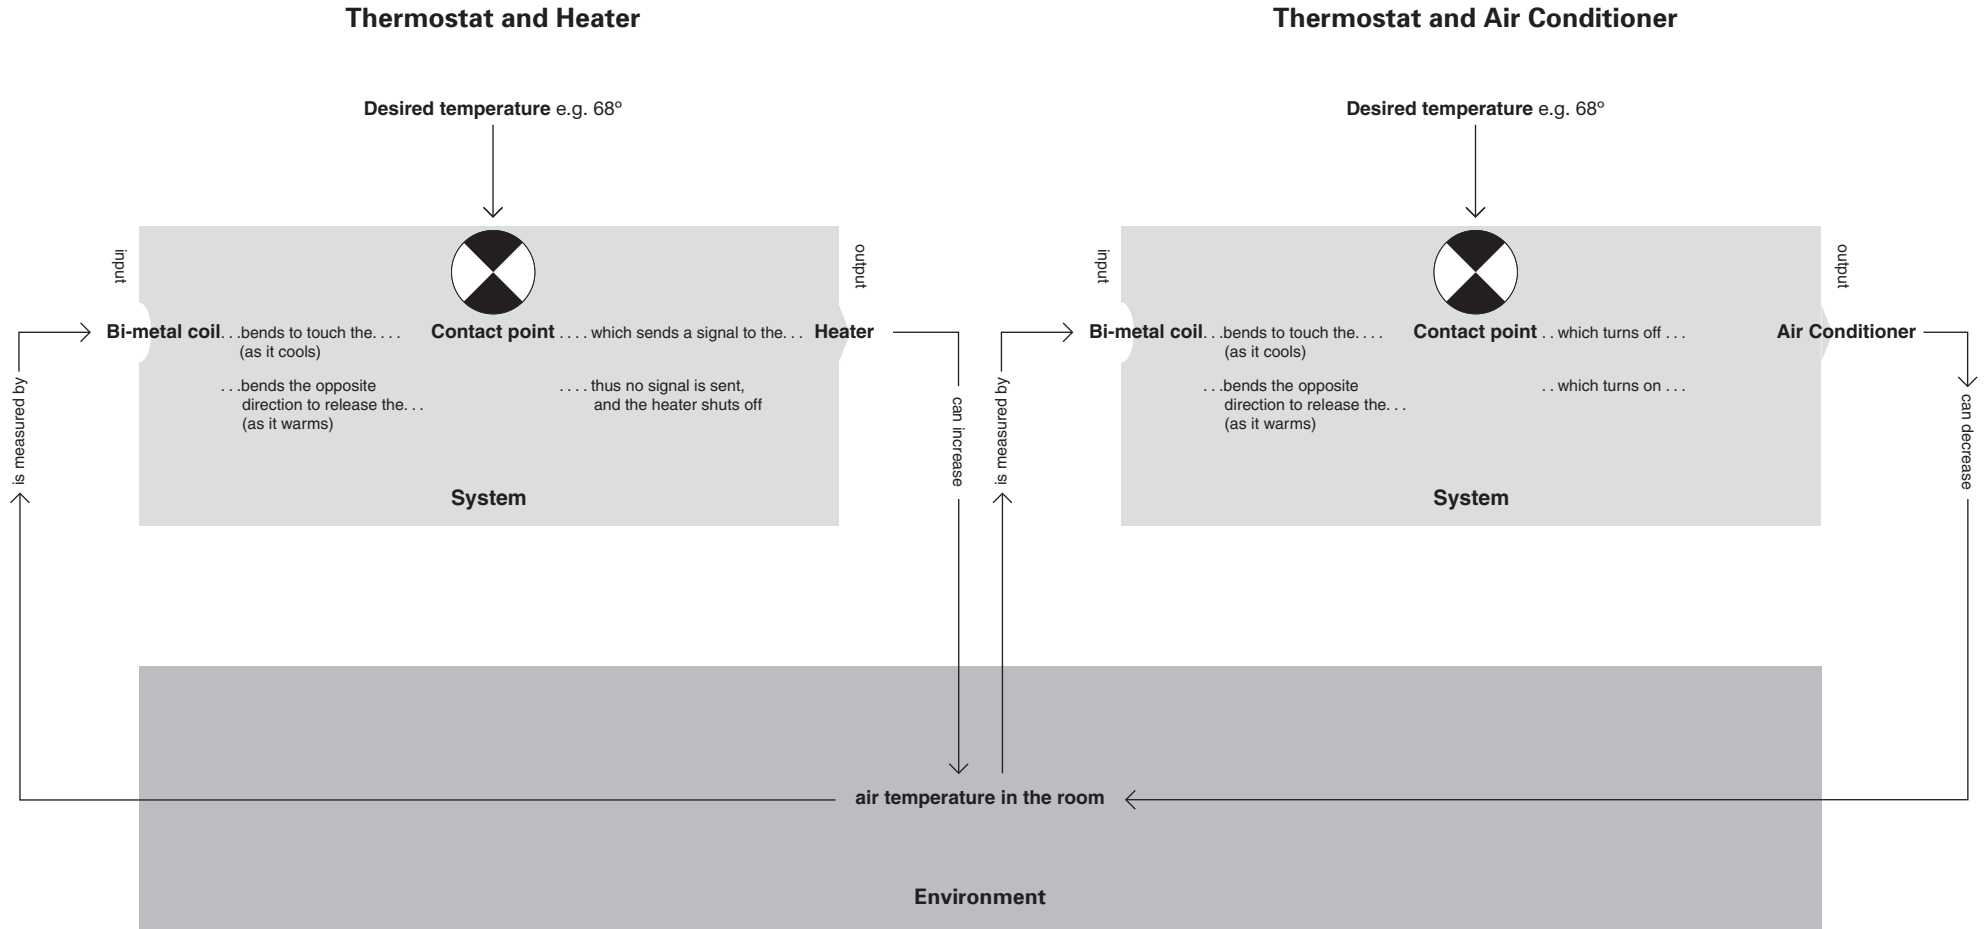 Thermostat and Heater
Desired temperature e.g. 68º
input
output
Bi-metal coil. . .bends to touch the. . . . Contact point . . . . which sends a signal to the. . . Heater
(as it cools)
. . .bends the opposite
direction to release the. . .
(as it warms)
. . . . thus no signal is sent,
and the heater shuts off
System
is measured by
can increase
Thermostat and Air Conditioner
Desired temperature e.g. 68º
input
output
Bi-metal coil. . .bends to touch the. . . . Contact point . . which turns off . . . Air Conditioner
(as it cools)
. . .bends the opposite
direction to release the. . .
(as it warms)
. . which turns on . . .
System
is measured by
can decrease
air temperature in the room
Environment